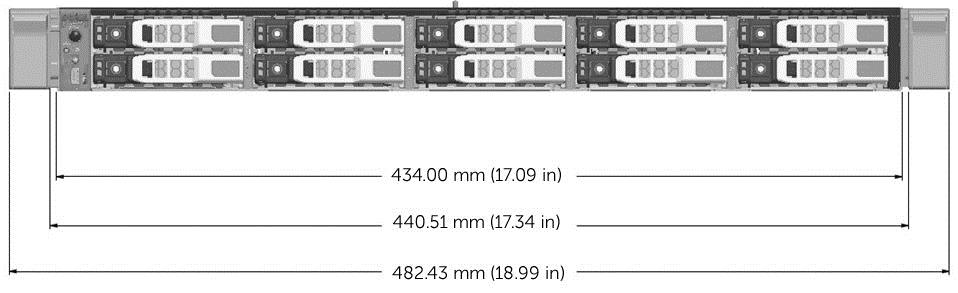 434.00 mm (17.09 in)
440.51 mm (17.34 in)
482.43 mm (18.99 in)